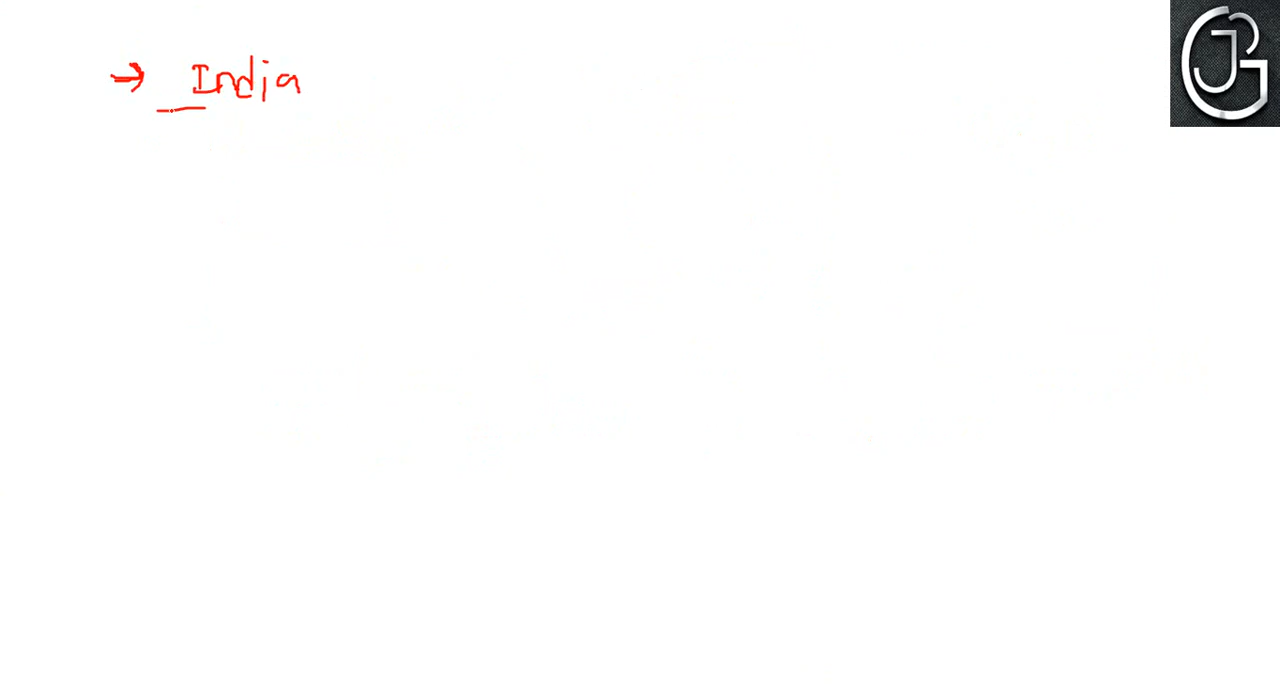 → India